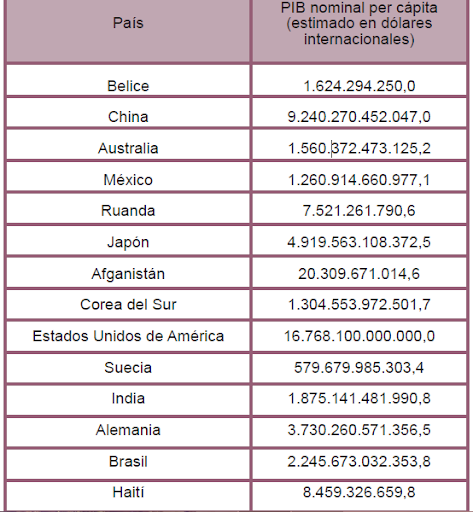 País
PIB nominal per cápita
(estimado en dólares
internacionales)
Belice 1.624.294.250,0
China 9.240.270.452.047,0
Australia 1.560.372.473.125,2
México 1.260.914.660.977,1
Ruanda 7.521.261.790,6
Japón 4.919.563.108.372,5
Afganistán 20.309.671.014,6
Corea del Sur 1.304.553.972.501,7
Estados Unidos de América 16.768.100.000.000,0
Suecia 579.679.985.303,4
India 1.875.141.481.990,8
Alemania 3.730.260.571.356,5
Brasil 2.245.673.032.353,8
Haití 8.459.326.659,8